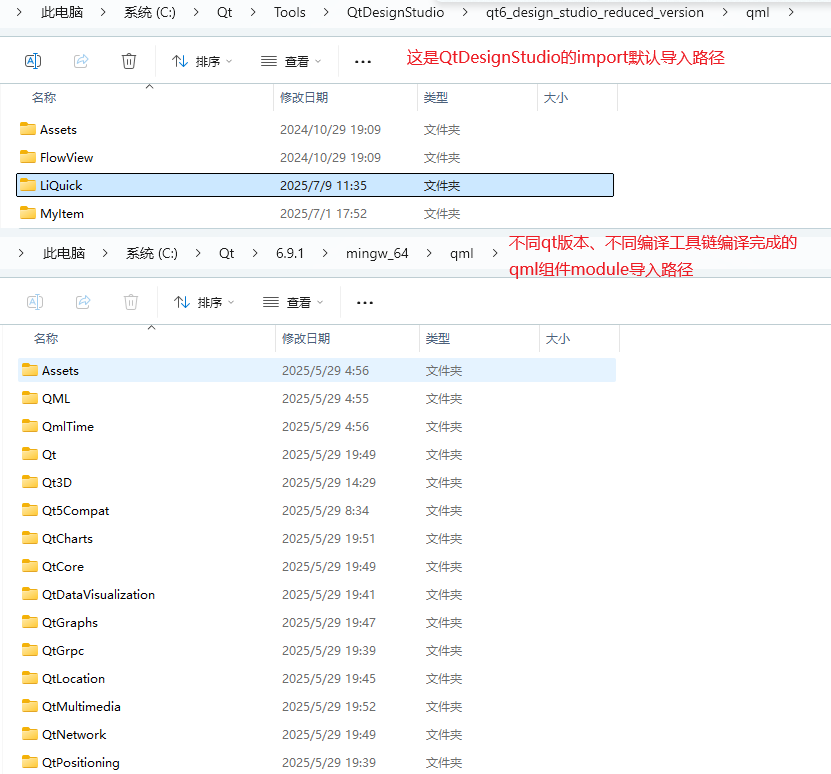 > 此电脑 > 系统 (C:) > Qt > Tools > QtDesignStudio > qt6_design_studio_reduced_version > qml >
排序 查看 ... 这是QtDesignStudio的import默认导入路径
名称 修改日期 类型 大小
Assets 2024/10/29 19:09 文件夹
FlowView 2024/10/29 19:09 文件夹
LiQuick 2025/7/9 11:35 文件夹
MyItem 2025/7/1 17:52 文件夹
> 此电脑 > 系统 (C:) > Qt > 6.9.1 > mingw_64 > qml >
不同qt版本、不同编译工具链编译完成的
qml组件module导入路径
排序 查看 ...
名称 修改日期 类型 大小
Assets 2025/5/29 4:56 文件夹
QML 2025/5/29 4:55 文件夹
QmlTime 2025/5/29 4:56 文件夹
Qt 2025/5/29 19:49 文件夹
Qt3D 2025/5/29 14:29 文件夹
Qt5Compat 2025/5/29 8:34 文件夹
QtCharts 2025/5/29 19:51 文件夹
QtCore 2025/5/29 19:49 文件夹
QtDataVisualization 2025/5/29 19:41 文件夹
QtGraphs 2025/5/29 19:47 文件夹
QtGrpc 2025/5/29 19:39 文件夹
QtLocation 2025/5/29 19:45 文件夹
QtMultimedia 2025/5/29 19:52 文件夹
QtNetwork 2025/5/29 19:49 文件夹
QtPositioning 2025/5/29 19:39 文件夹